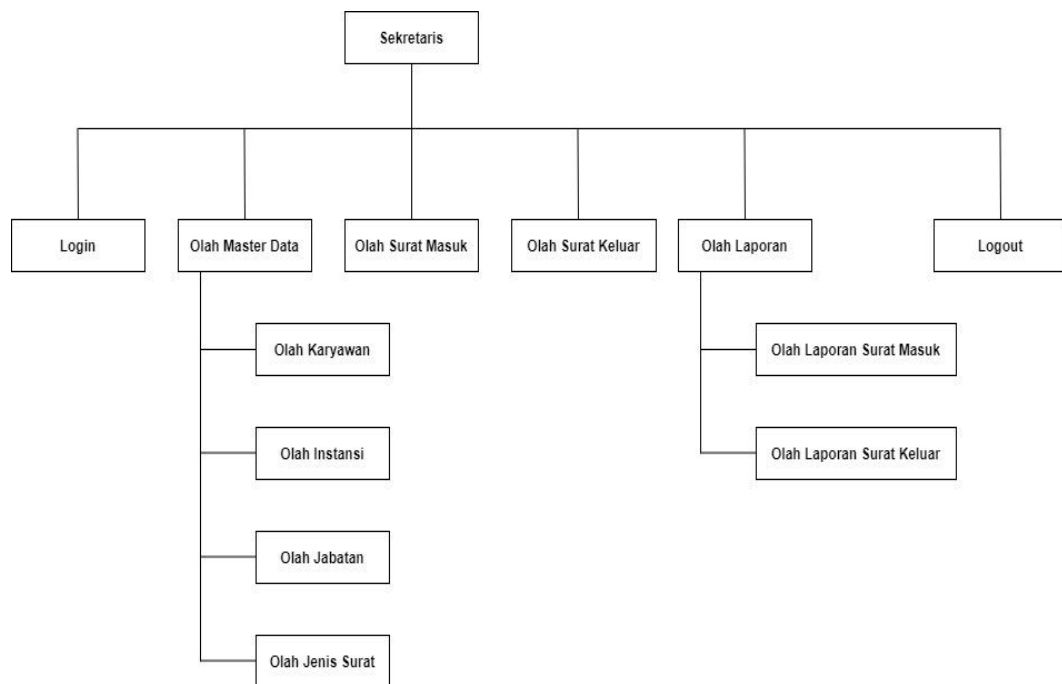 Sekretaris
Login
Olah Master Data
Olah Surat Masuk
Olah Surat Keluar
Olah Laporan
Logout
Olah Karyawan
Olah Instansi
Olah Jabatan
Olah Jenis Surat
Olah Laporan Surat Masuk
Olah Laporan Surat Keluar